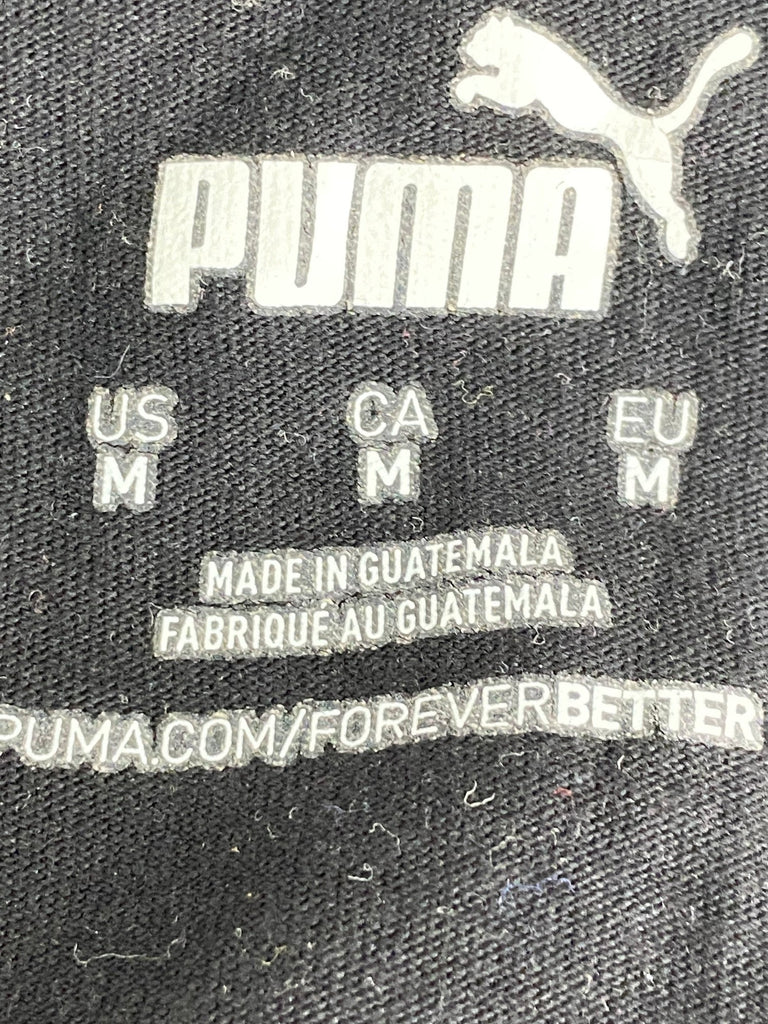 PUMA
US CA EU
M M M
MADE IN GUATEMALA
FABRIQUÉ AU GUATEMALA
PUMA.COM/FOREVERBETTER